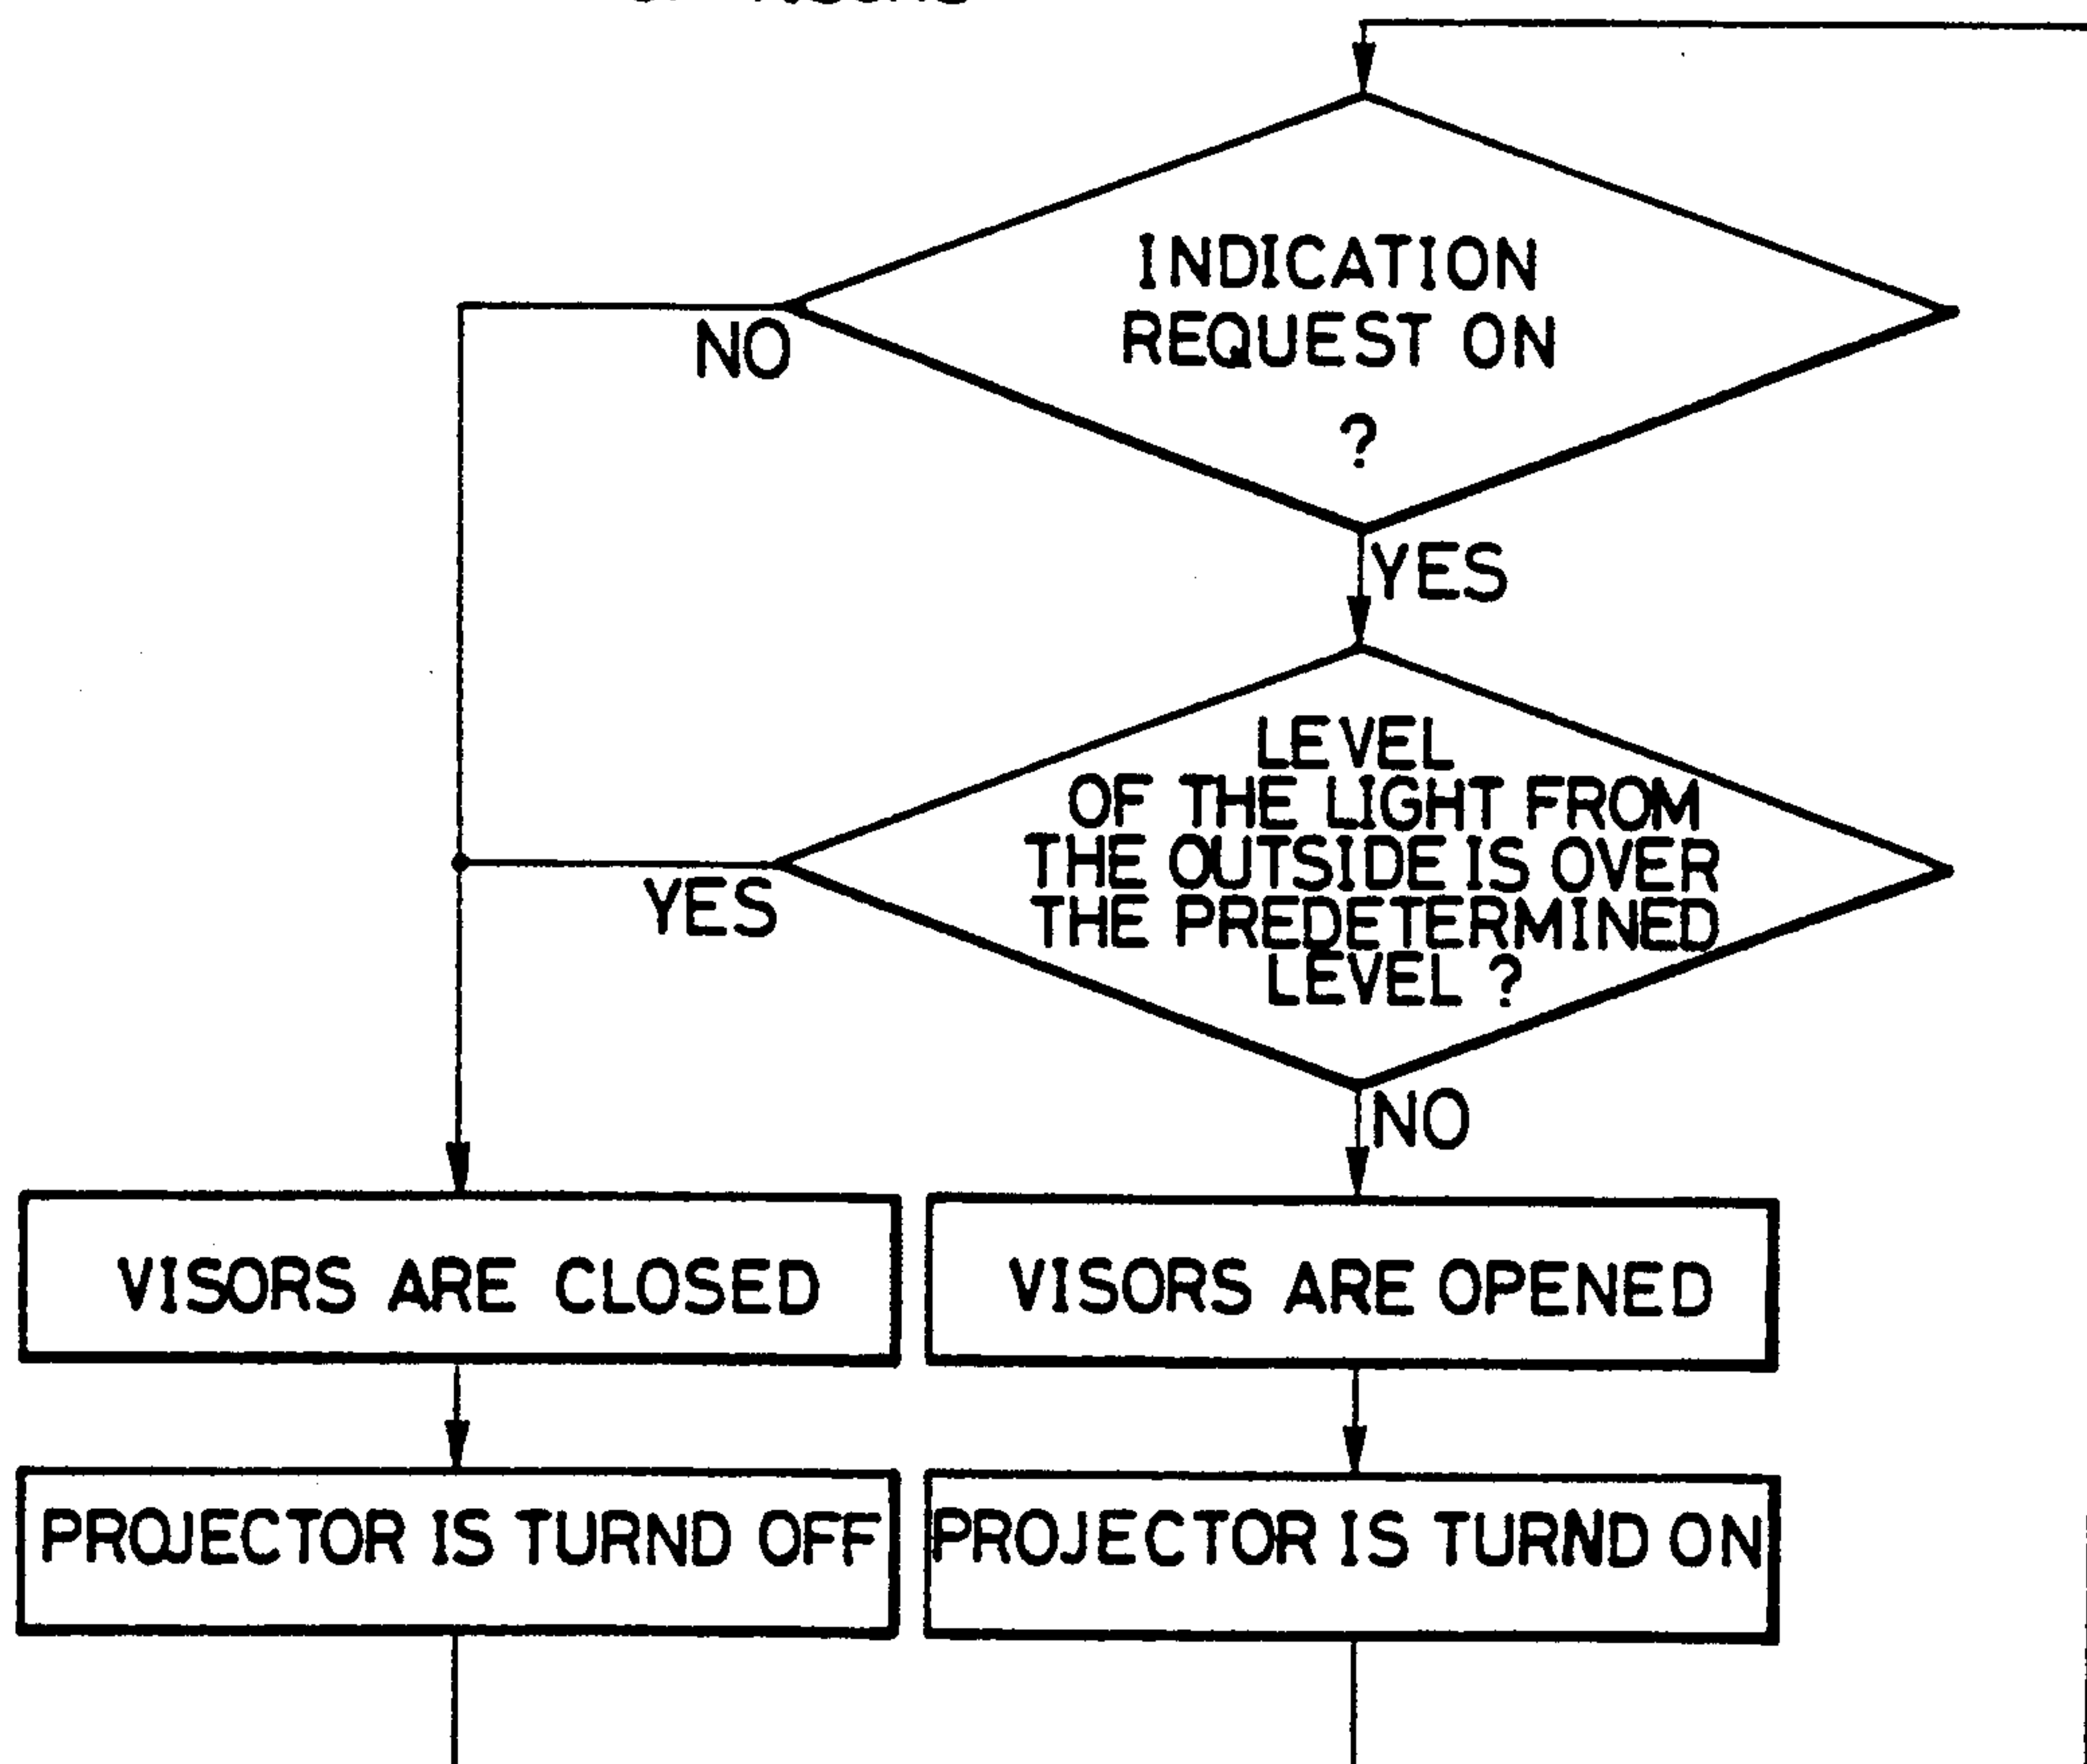 INDICATION
REQUEST ON
?
NO
YES
LEVEL
OF THE LIGHT FROM
THE OUTSIDE IS OVER
THE PREDETERMINED
LEVEL ?
YES
NO
VISORS ARE CLOSED
VISORS ARE OPENED
PROJECTOR IS TURND OFF
PROJECTOR IS TURND ON